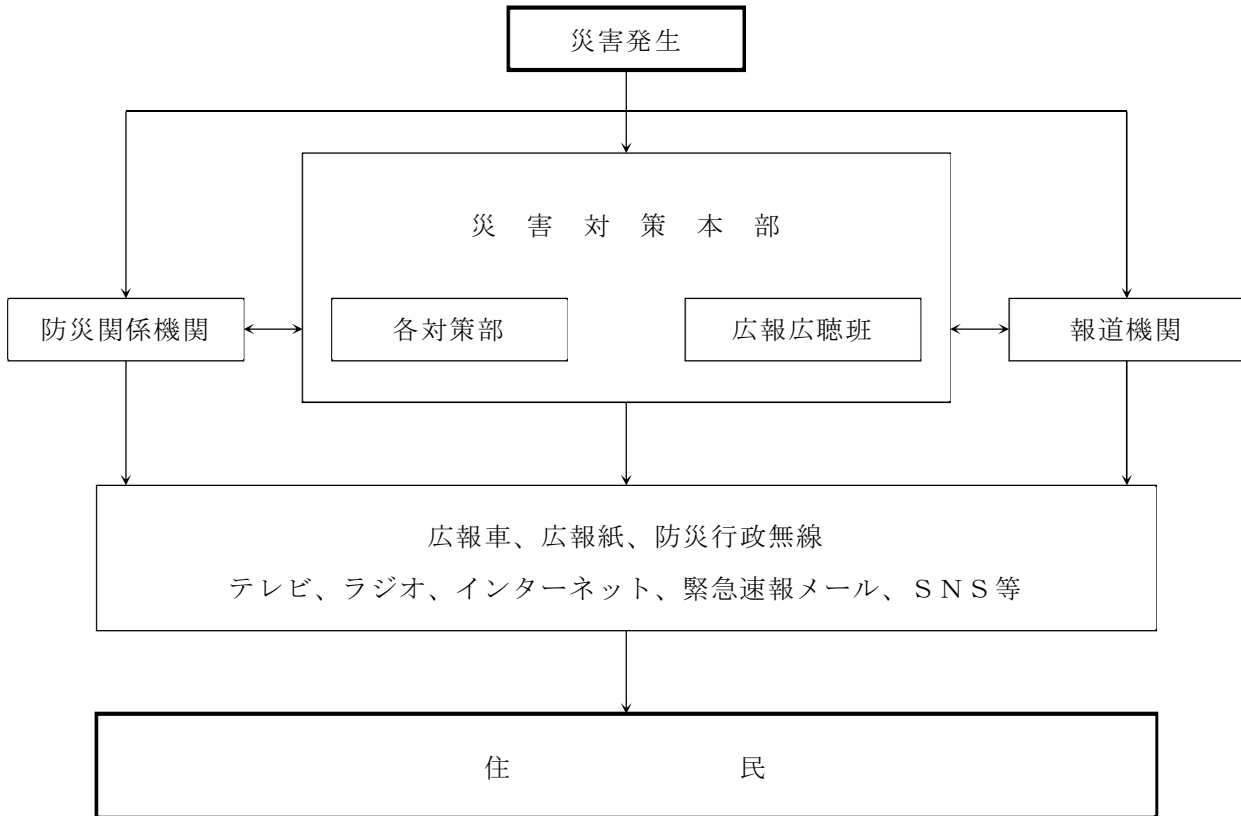 災害発生
災害対策本部
防災関係機関
各対策部
広報広聴班
報道機関
広報車、広報紙、防災行政無線
テレビ、ラジオ、インターネット、緊急速報メール、ＳＮＳ等
住民